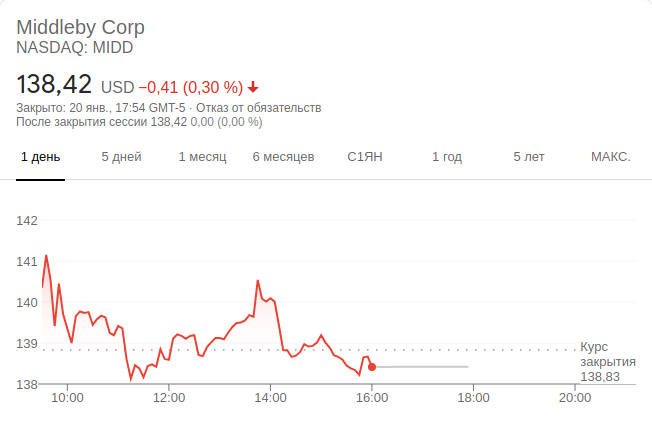 Middleby Corp
NASDAQ: MIDD
138,42 USD −0,41 (0,30 %)
Закрыто: 20 янв., 17:54 GMT-5 · Отказ от обязательств
После закрытия сессии 138,42 0,00 (0,00 %)
1 день 5 дней 1 месяц 6 месяцев С1ЯН 1 год 5 лет МАКС.
142
141
140
139
138
Курс
закрытия
138,83
10:00 12:00 14:00 16:00 18:00 20:00